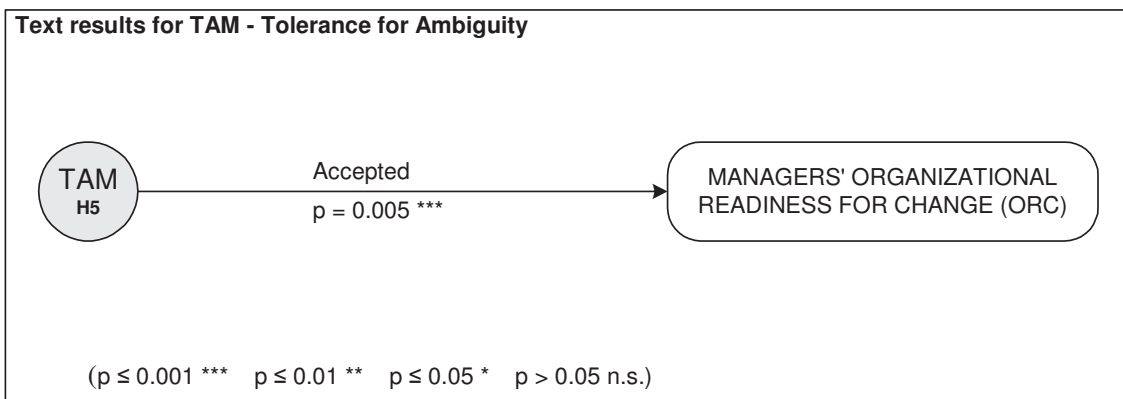 Text results for TAM - Tolerance for Ambiguity
TAM
H5
Accepted
p = 0.005 ***
MANAGERS' ORGANIZATIONAL
READINESS FOR CHANGE (ORC)
(p ≤ 0.001 *** p ≤ 0.01 ** p ≤ 0.05 * p > 0.05 n.s.)